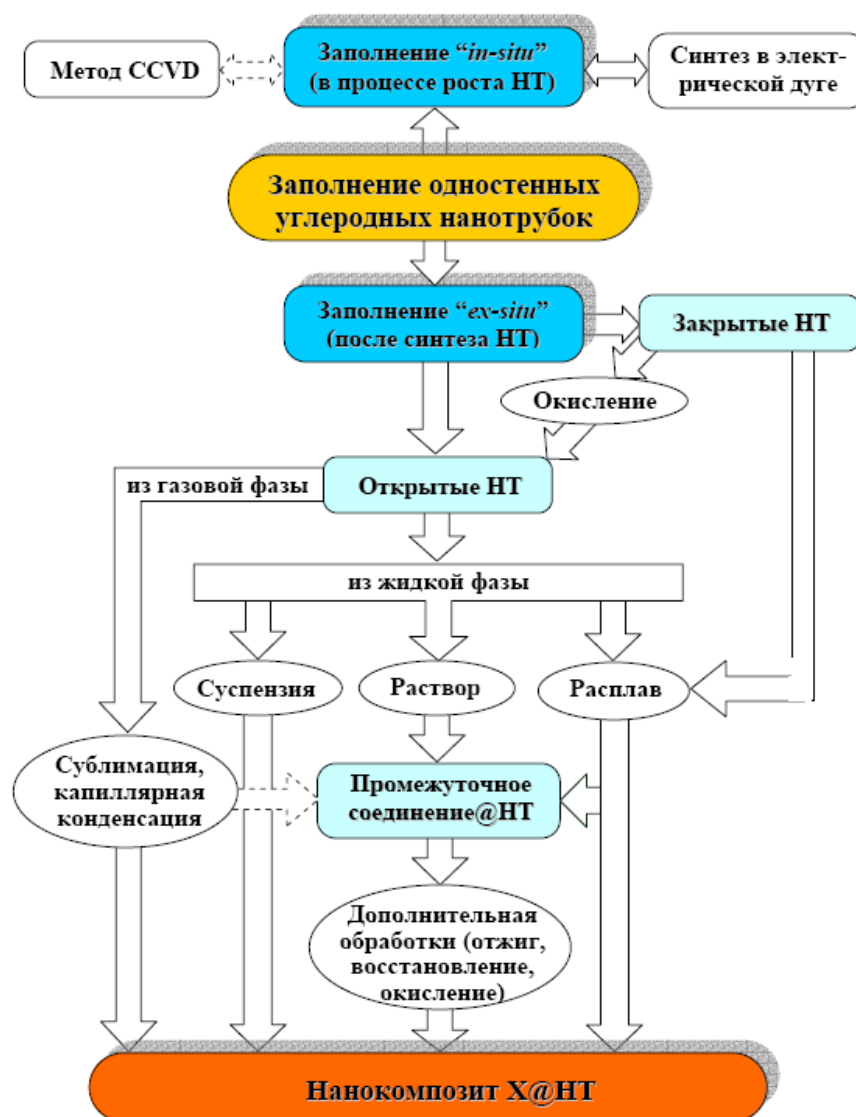 Метод CCVD
Заполнение “in-situ”
(в процессе роста НТ)
Синтез в элект-
рической дуге
Заполнение одностенных
углеродных нанотрубок
Заполнение “ex-situ”
(после синтеза НТ)
Закрытые НТ
Окисление
из газовой фазы
Открытые НТ
из жидкой фазы
Суспензия
Раствор
Расплав
Сублимация,
капиллярная
конденсация
Промежуточное
соединение@НТ
Дополнительная
обработки (отжиг,
восстановление,
окисление)
Нанокомпозит X@НТ